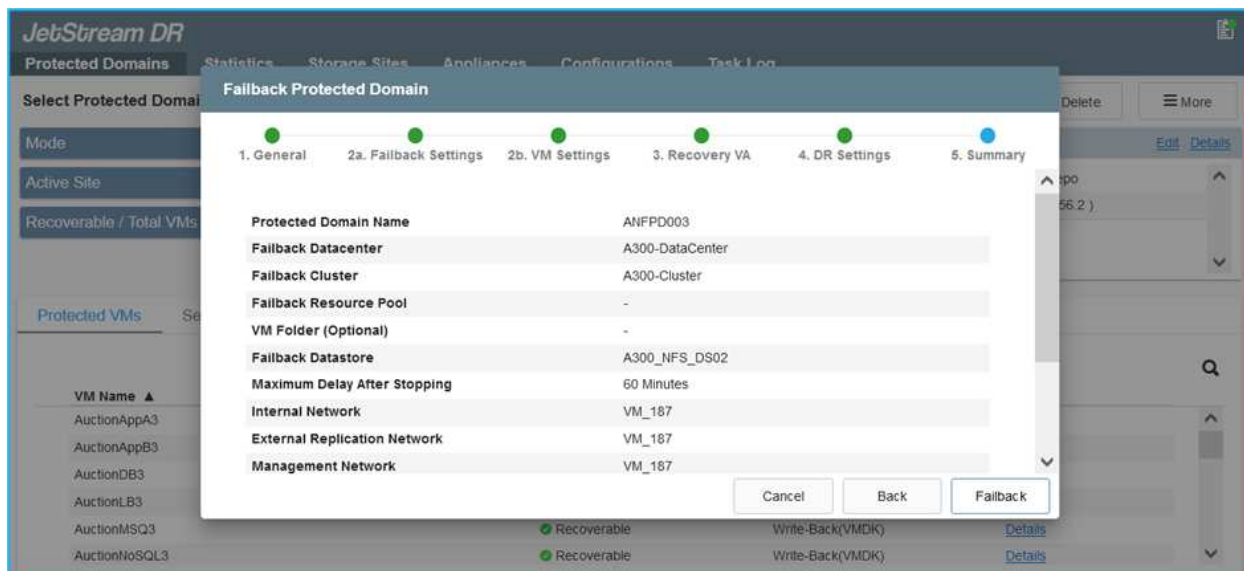 JetStream DR
Protected Domains Statistics Storage Sites Appliances Configurations Task Log
Select Protected Domai Delete More
Failback Protected Domain
Mode Edit Details
1. General 2a. Failback Settings 2b. VM Settings 3. Recovery VA 4. DR Settings 5. Summary
Active Site epo
Recoverable / Total VMs 56.2 )
Protected Domain Name ANFPD003
Failback Datacenter A300-DataCenter
Failback Cluster A300-Cluster
Failback Resource Pool -
VM Folder (Optional) -
Failback Datastore A300_NFS_DS02
Maximum Delay After Stopping 60 Minutes
Internal Network VM_187
External Replication Network VM_187
Management Network VM_187
Cancel Back Failback
Protected VMs Se
VM Name ▲
AuctionAppA3
AuctionAppB3
AuctionDB3
AuctionLB3
AuctionMSQ3 Recoverable Write-Back(VMDK) Details
AuctionNoSQL3 Recoverable Write-Back(VMDK) Details